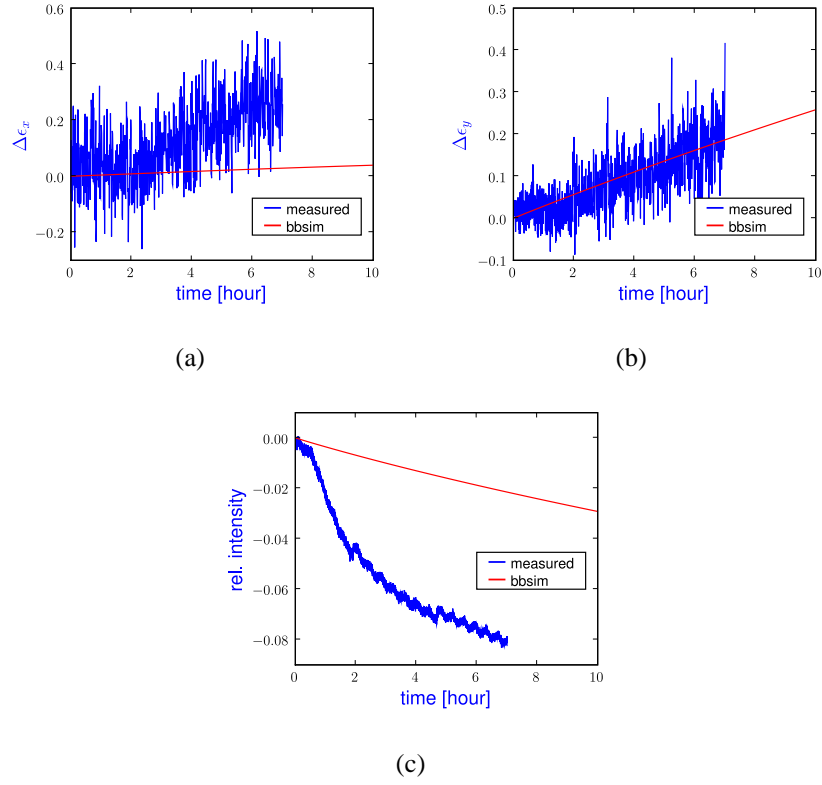 0.6
0.4
0.2
0.0
−0.2
Δϵx
0 2 4 6 8 10
time [hour]
measured
bbsim
(a)
0.5
0.4
0.3
0.2
0.1
0.0
−0.1
Δϵy
0 2 4 6 8 10
time [hour]
measured
bbsim
(b)
0.00
−0.02
−0.04
−0.06
−0.08
rel. intensity
0 2 4 6 8 10
time [hour]
measured
bbsim
(c)